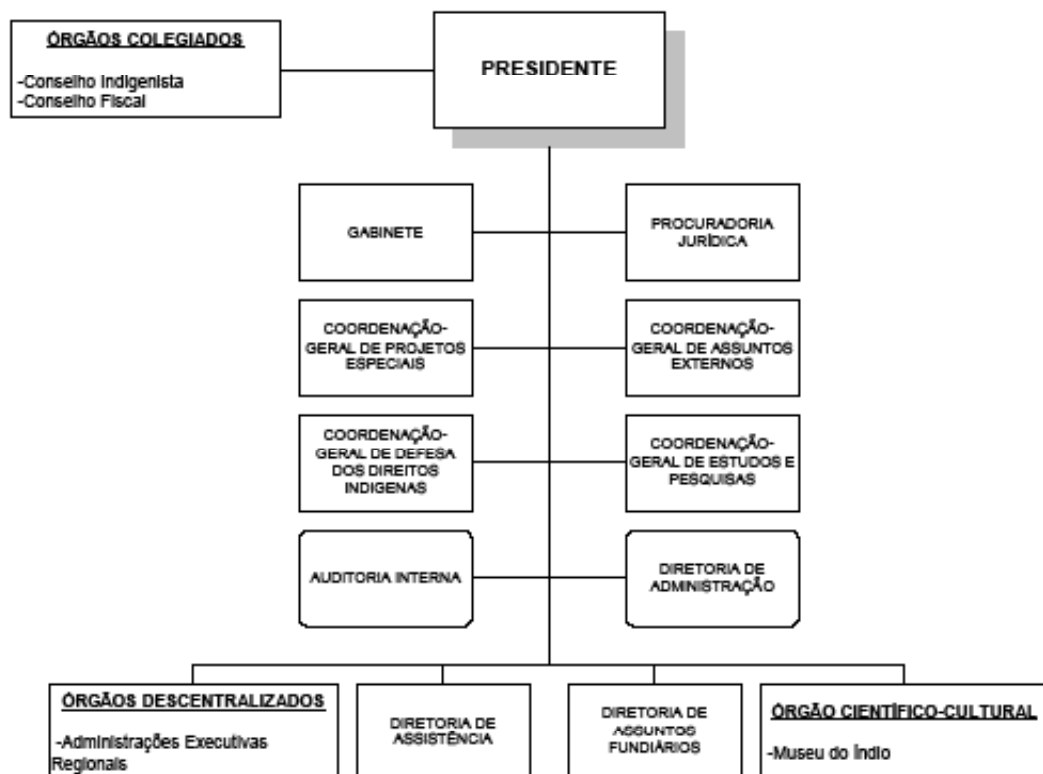 ÓRGÃOS COLEGIADOS
-Conselho Indigenista
-Conselho Fiscal
PRESIDENTE
GABINETE
PROCURADORIA
JURÍDICA
COORDENAÇÃO-
GERAL DE PROJETOS
ESPECIAIS
COORDENAÇÃO-
GERAL DE ASSUNTOS
EXTERNOS
COORDENAÇÃO-
GERAL DE DEFESA
DOS DIREITOS
INDIGENAS
COORDENAÇÃO-
GERAL DE ESTUDOS E
PESQUISAS
AUDITORIA INTERNA
DIRETORIA DE
ADMINISTRAÇÃO
ÓRGÃOS DESCENTRALIZADOS
-Administrações Executivas
Regionais
DIRETORIA DE
ASSISTÊNCIA
DIRETORIA DE
ASSUNTOS
FUNDIÁRIOS
ÓRGÃO CIENTÍFICO-CULTURAL
-Museu do Índio